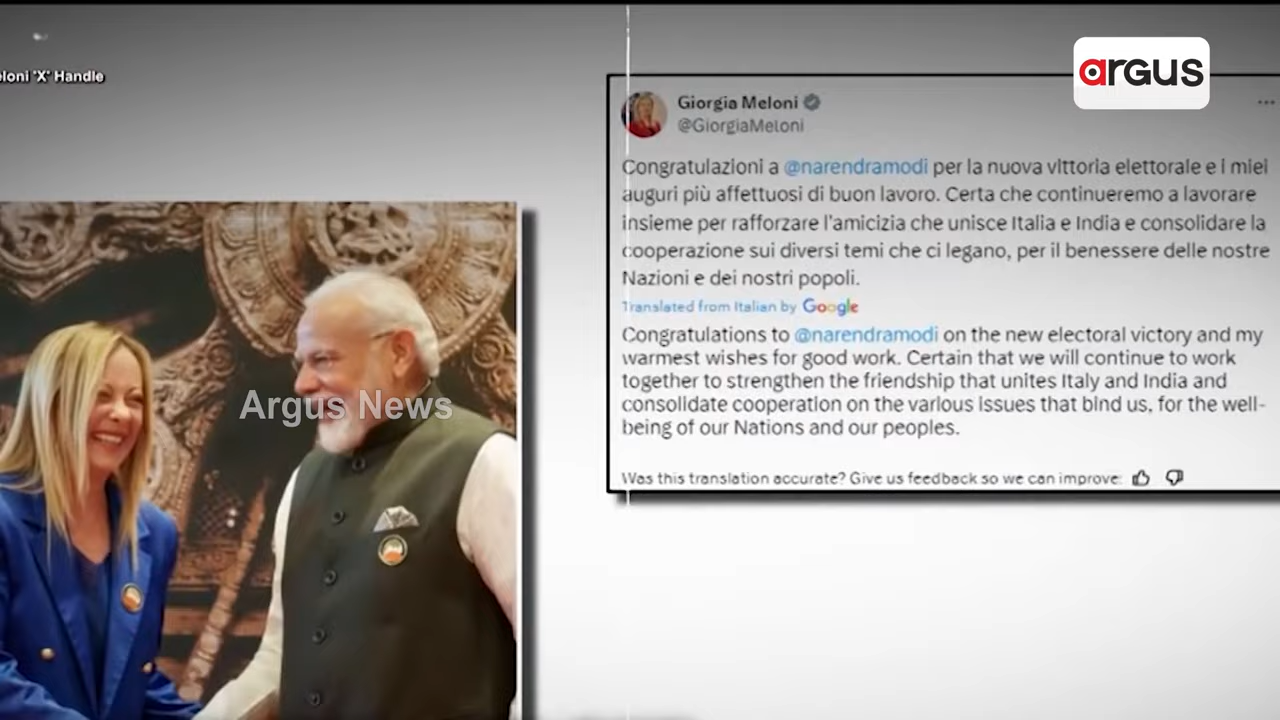 eloni 'X' Handle
argus
Giorgia Meloni
@GiorgiaMeloni
Congratulazioni a @narendramodi per la nuova vittoria elettorale e i miei
auguri più affettuosi di buon lavoro. Certa che continueremo a lavorare
insieme per rafforzare l'amicizia che unisce Italia e India e consolidare la
cooperazione sui diversi temi che ci legano, per il benessere delle nostre
Nazioni e dei nostri popoli.
Translated from Italian by Google
Congratulations to @narendramodi on the new electoral victory and my
warmest wishes for good work. Certain that we will continue to work
together to strengthen the friendship that unites Italy and India and
consolidate cooperation on the various issues that bind us, for the well-
being of our Nations and our peoples.
Was this translation accurate? Give us feedback so we can improve:
Argus News